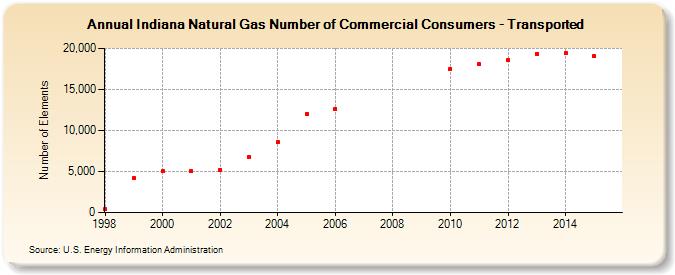 Annual Indiana Natural Gas Number of Commercial Consumers - Transported
Number of Elements
20,000
15,000
10,000
5,000
0
1998 2000 2002 2004 2006 2008 2010 2012 2014
Source: U.S. Energy Information Administration